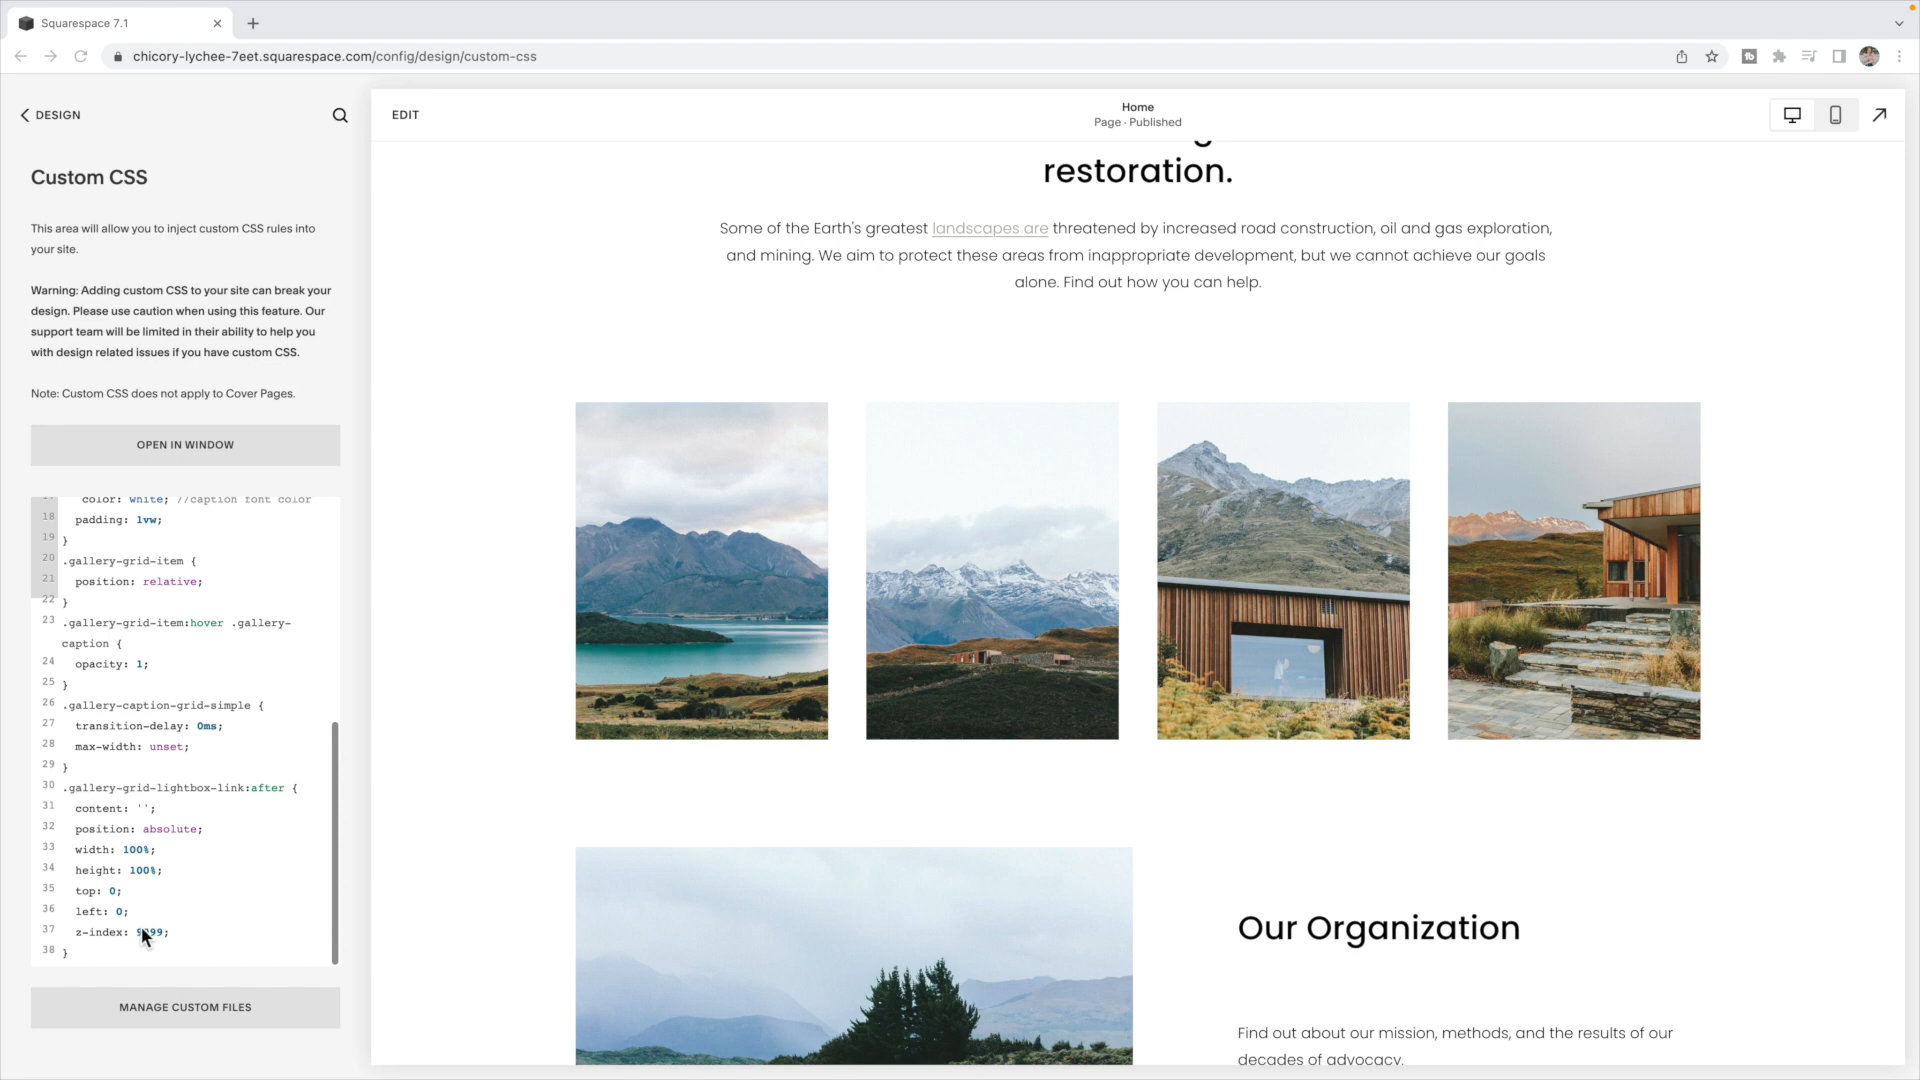 Squarespace 7.1
chicory-lychee-7eet.squarespace.com/config/design/custom-css
DESIGN
Custom CSS
This area will allow you to inject custom CSS rules into
your site.
Warning: Adding custom CSS to your site can break your
design. Please use caution when using this feature. Our
support team will be limited in their ability to help you
with design related issues if you have custom CSS.
Note: Custom CSS does not apply to Cover Pages.
OPEN IN WINDOW
color: white; //caption font color
18 padding: 1vw;
19 }
20 .gallery-grid-item {
21 position: relative;
22 }
23 .gallery-grid-item:hover .gallery-
caption {
24 opacity: 1;
25 }
26 .gallery-caption-grid-simple {
27 transition-delay: 0ms;
28 max-width: unset;
29 }
30 .gallery-grid-lightbox-link:after {
31 content: '';
32 position: absolute;
33 width: 100%;
34 height: 100%;
35 top: 0;
36 left: 0;
37 z-index: 9999;
38 }
MANAGE CUSTOM FILES
EDIT
Home
Page · Published
restoration.
Some of the Earth's greatest landscapes are threatened by increased road construction, oil and gas exploration,
and mining. We aim to protect these areas from inappropriate development, but we cannot achieve our goals
alone. Find out how you can help.
Our Organization
Find out about our mission, methods, and the results of our
decades of advocacy.